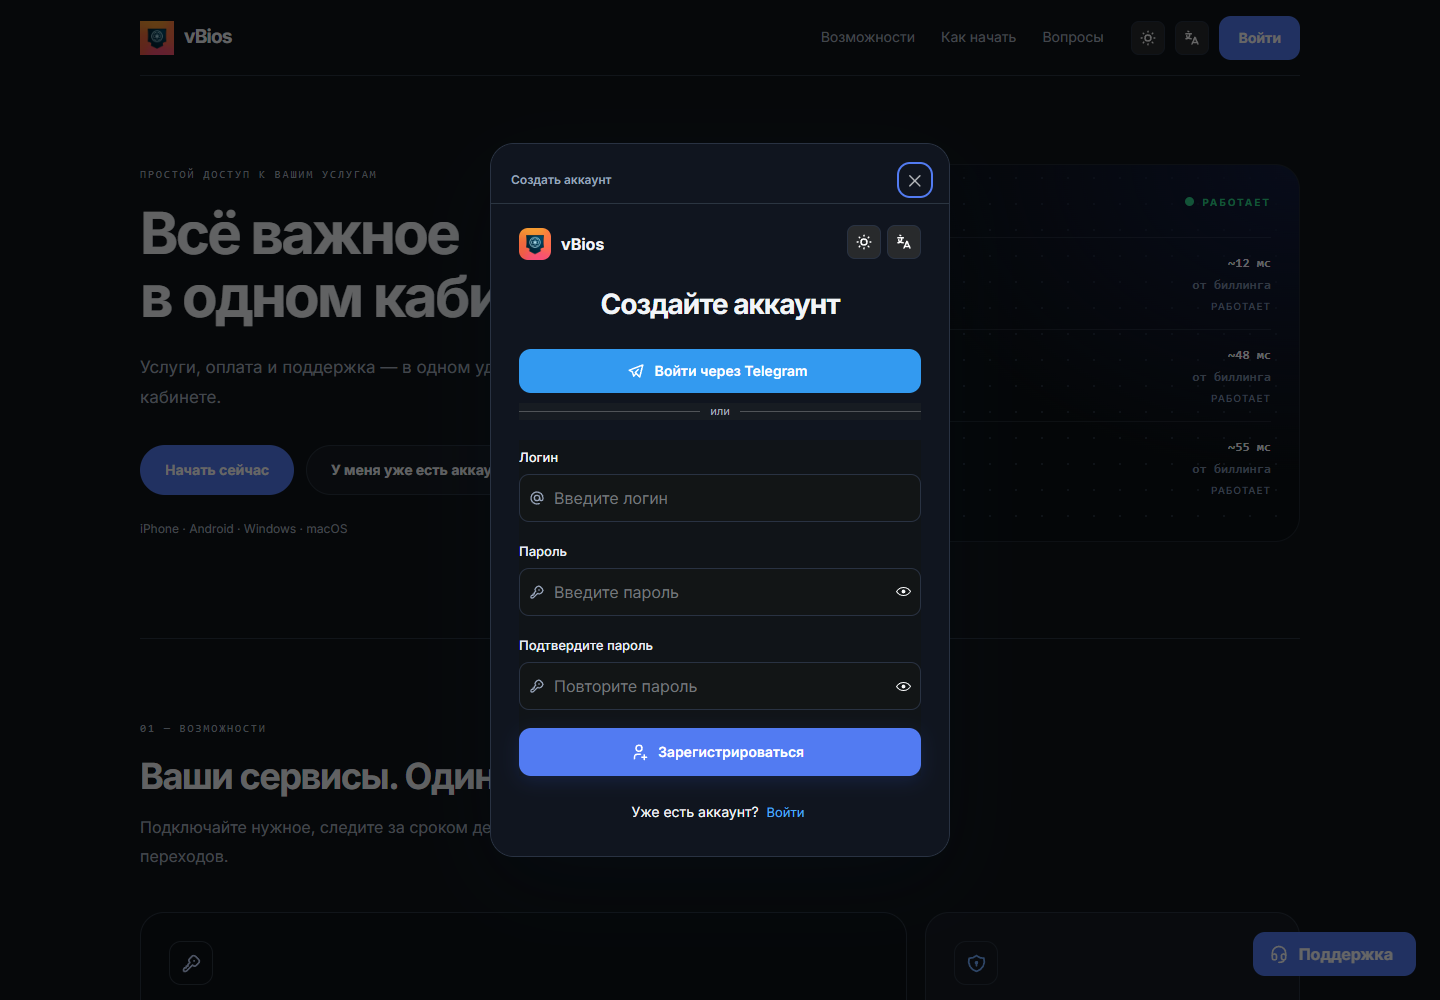 vBios
Возможности
Как начать
Вопросы
Войти
ПРОСТОЙ ДОСТУП К ВАШИМ УСЛУГАМ
Всё важное
в одном каби
Услуги, оплата и поддержка — в одном уд
кабинете.
Начать сейчас
У меня уже есть аккау
iPhone · Android · Windows · macOS
РАБОТАЕТ
~12 мс
от биллинга
РАБОТАЕТ
~48 мс
от биллинга
РАБОТАЕТ
~55 мс
от биллинга
РАБОТАЕТ
Создать аккаунт
vBios
Создайте аккаунт
Войти через Telegram
или
Логин
Введите логин
Пароль
Введите пароль
Подтвердите пароль
Повторите пароль
Зарегистрироваться
Уже есть аккаунт? Войти
01 — ВОЗМОЖНОСТИ
Ваши сервисы. Один
Подключайте нужное, следите за сроком де
переходов.
Поддержка